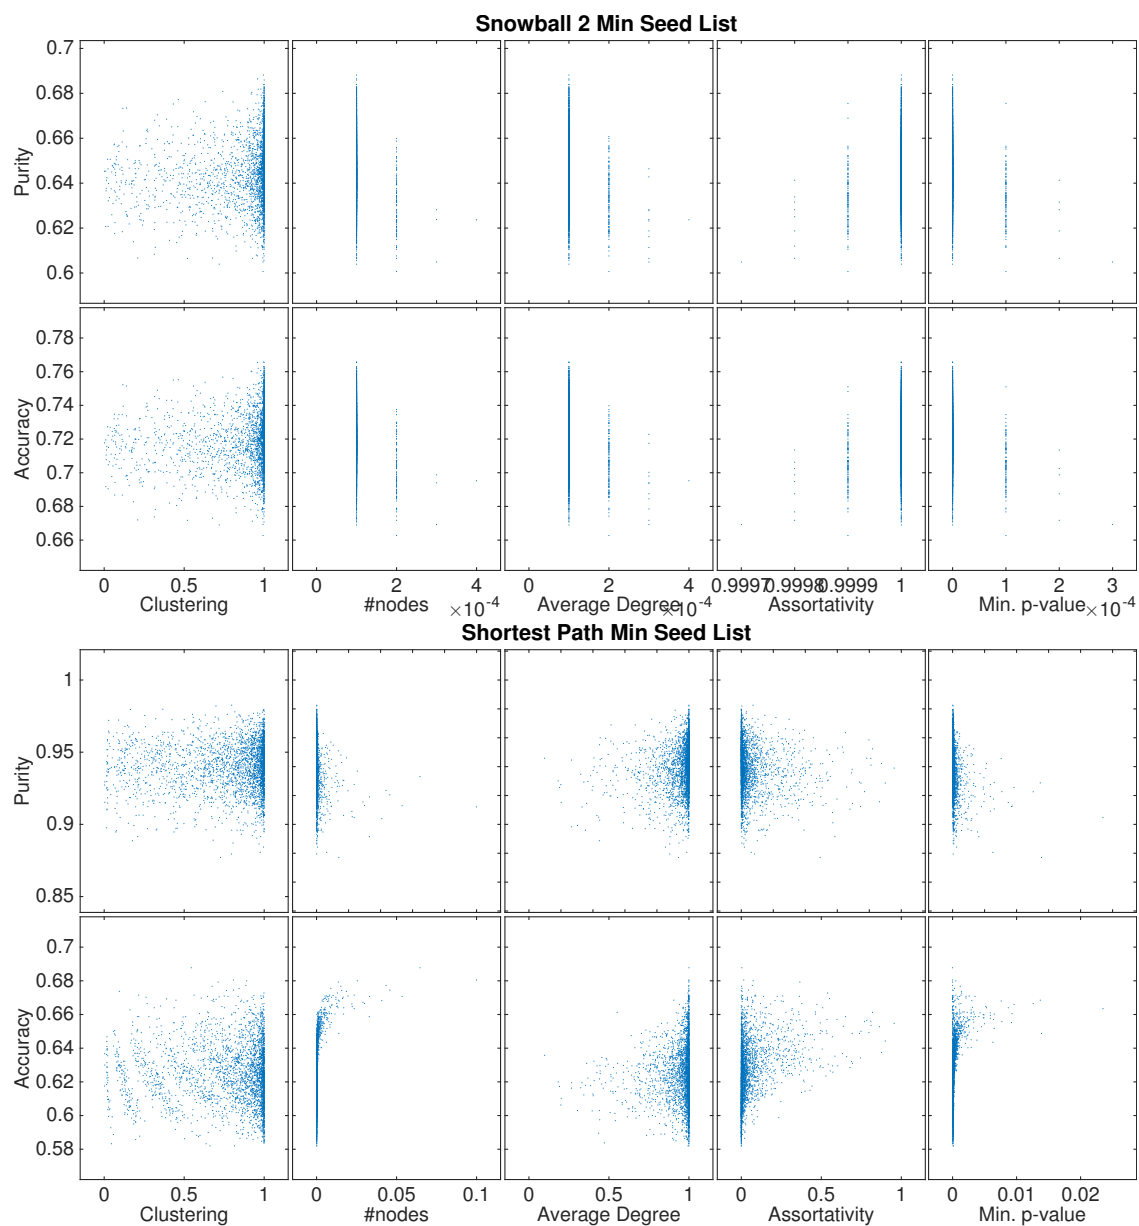 Snowball 2 Min Seed List
0.7
0.68
0.66
0.64
0.62
0.6
Purity
0.78
0.76
0.74
0.72
0.7
0.68
0.66
Accuracy
0 0.5 1 0 2 4 0 2 4 0.9997 0.9998 0.9999 1 0 1 2 3
×10⁻⁴ ×10⁻⁴ ×10⁻⁴
Clustering #nodes Average Degree Assortativity Min. p-value
Shortest Path Min Seed List
1
0.95
0.9
0.85
Purity
0.7
0.68
0.66
0.64
0.62
0.6
0.58
Accuracy
0 0.5 1 0 0.05 0.1 0 0.5 1 0 0.5 1 0 0.01 0.02
Clustering #nodes Average Degree Assortativity Min. p-value